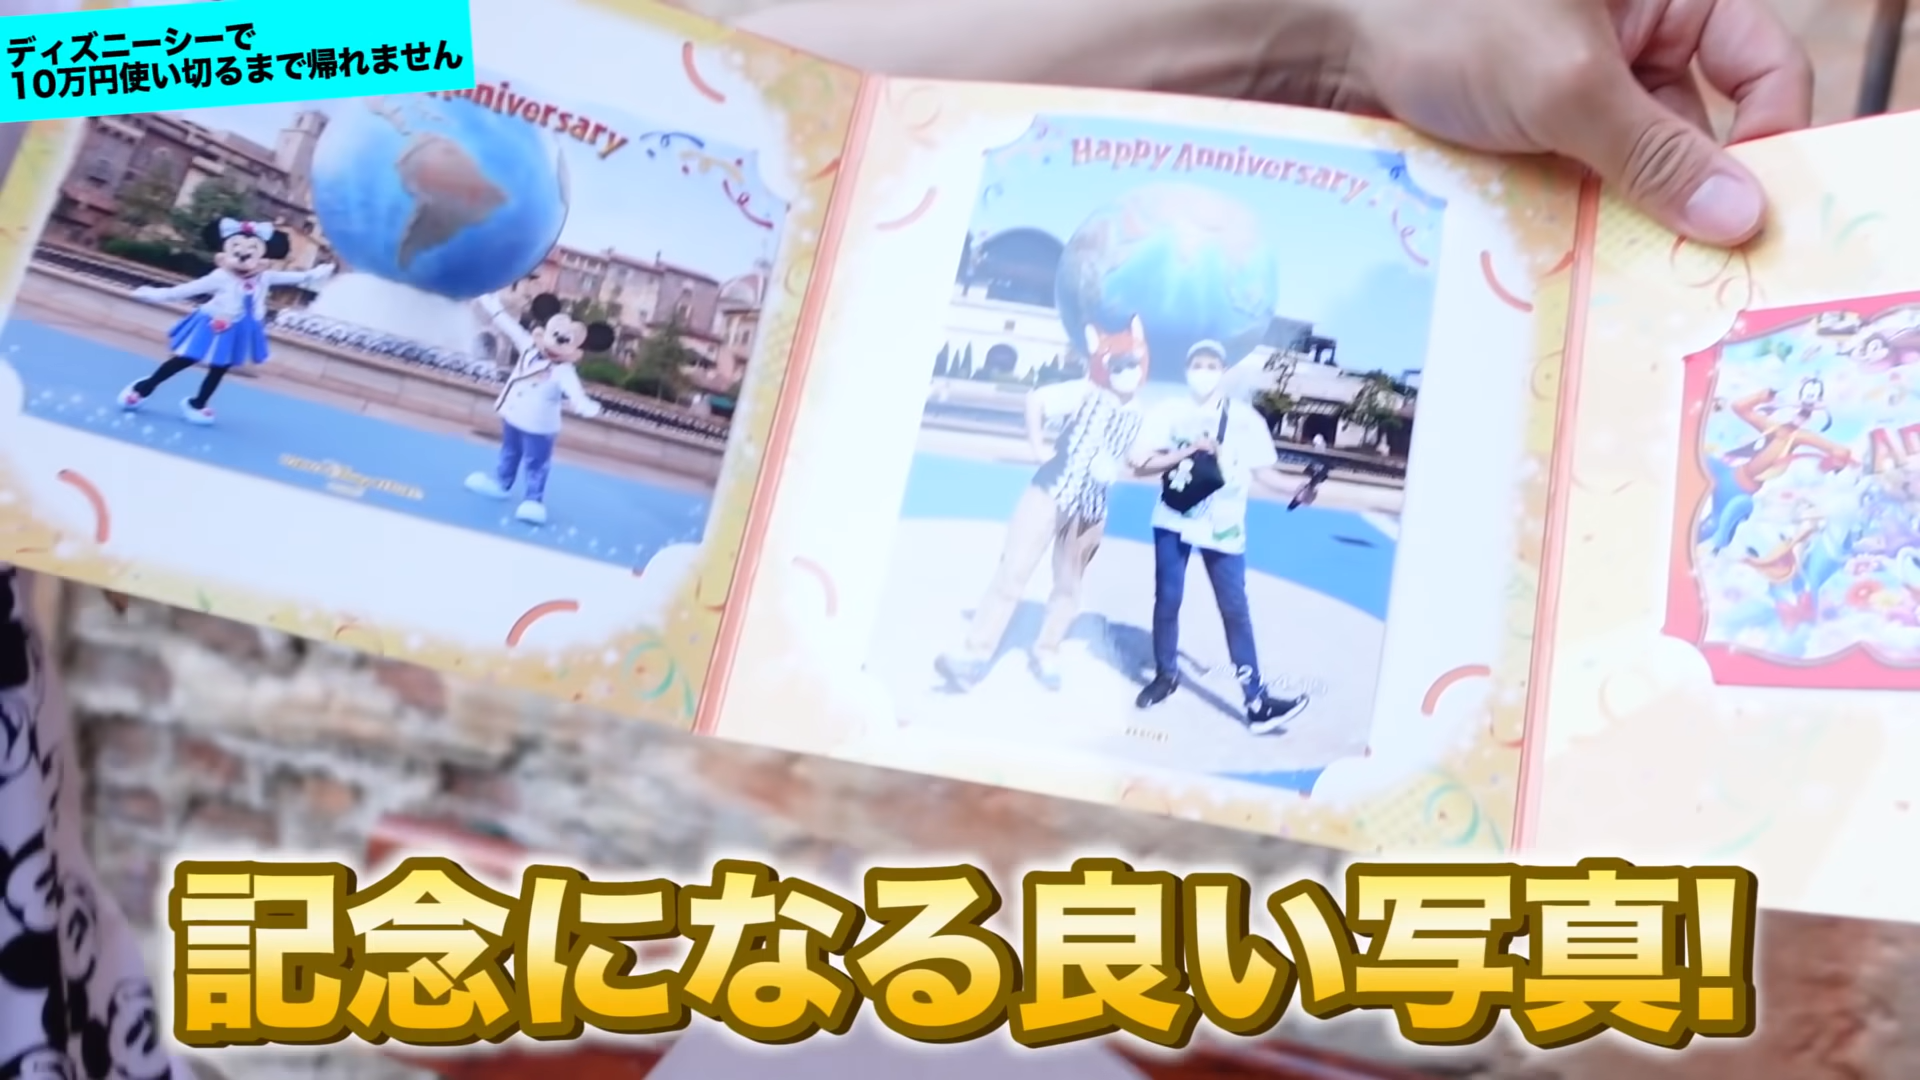 ディズニーシーで
10万円使い切るまで帰れません
Anniversary
Happy Anniversary
記念になる良い写真!